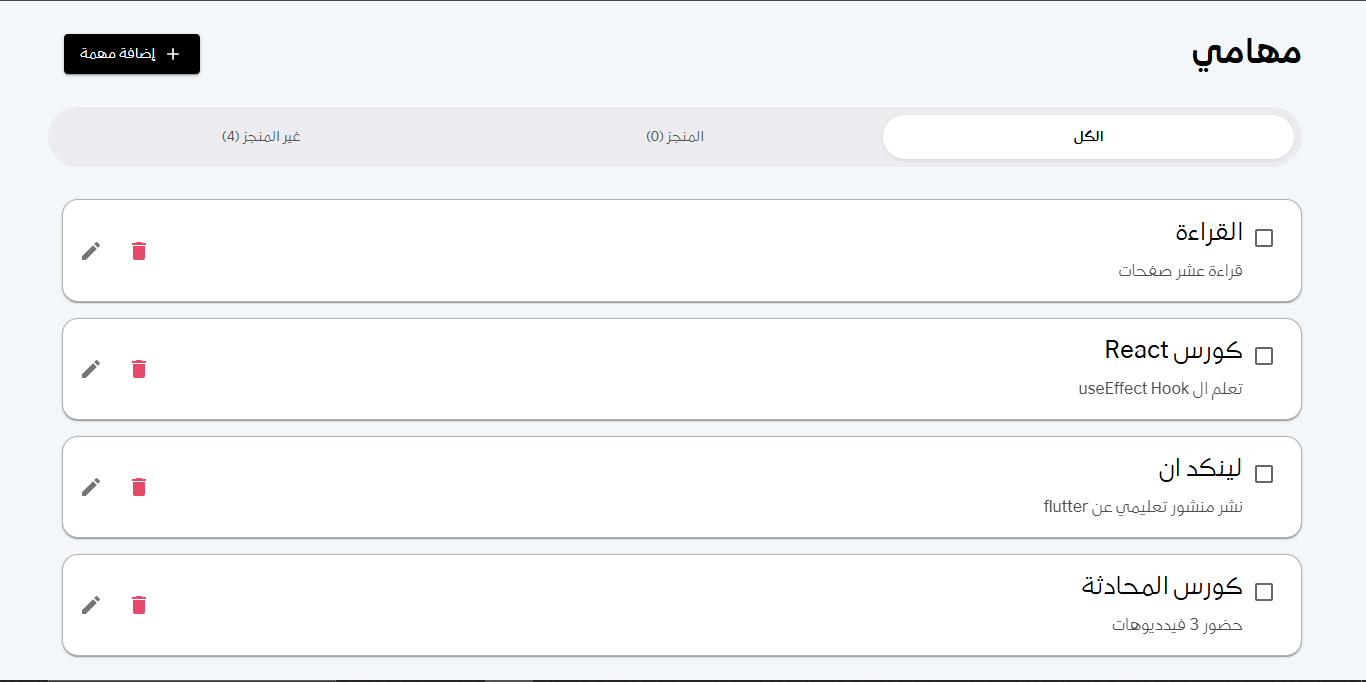 مهامي
إضافة مهمة
الكل
المنجز (0)
غير المنجز (4)
القراءة
قراءة عشر صفحات
كورس React
تعلم ال useEffect Hook
لينكد ان
نشر منشور تعليمي عن flutter
كورس المحادثة
حضور 3 فيدديوهات